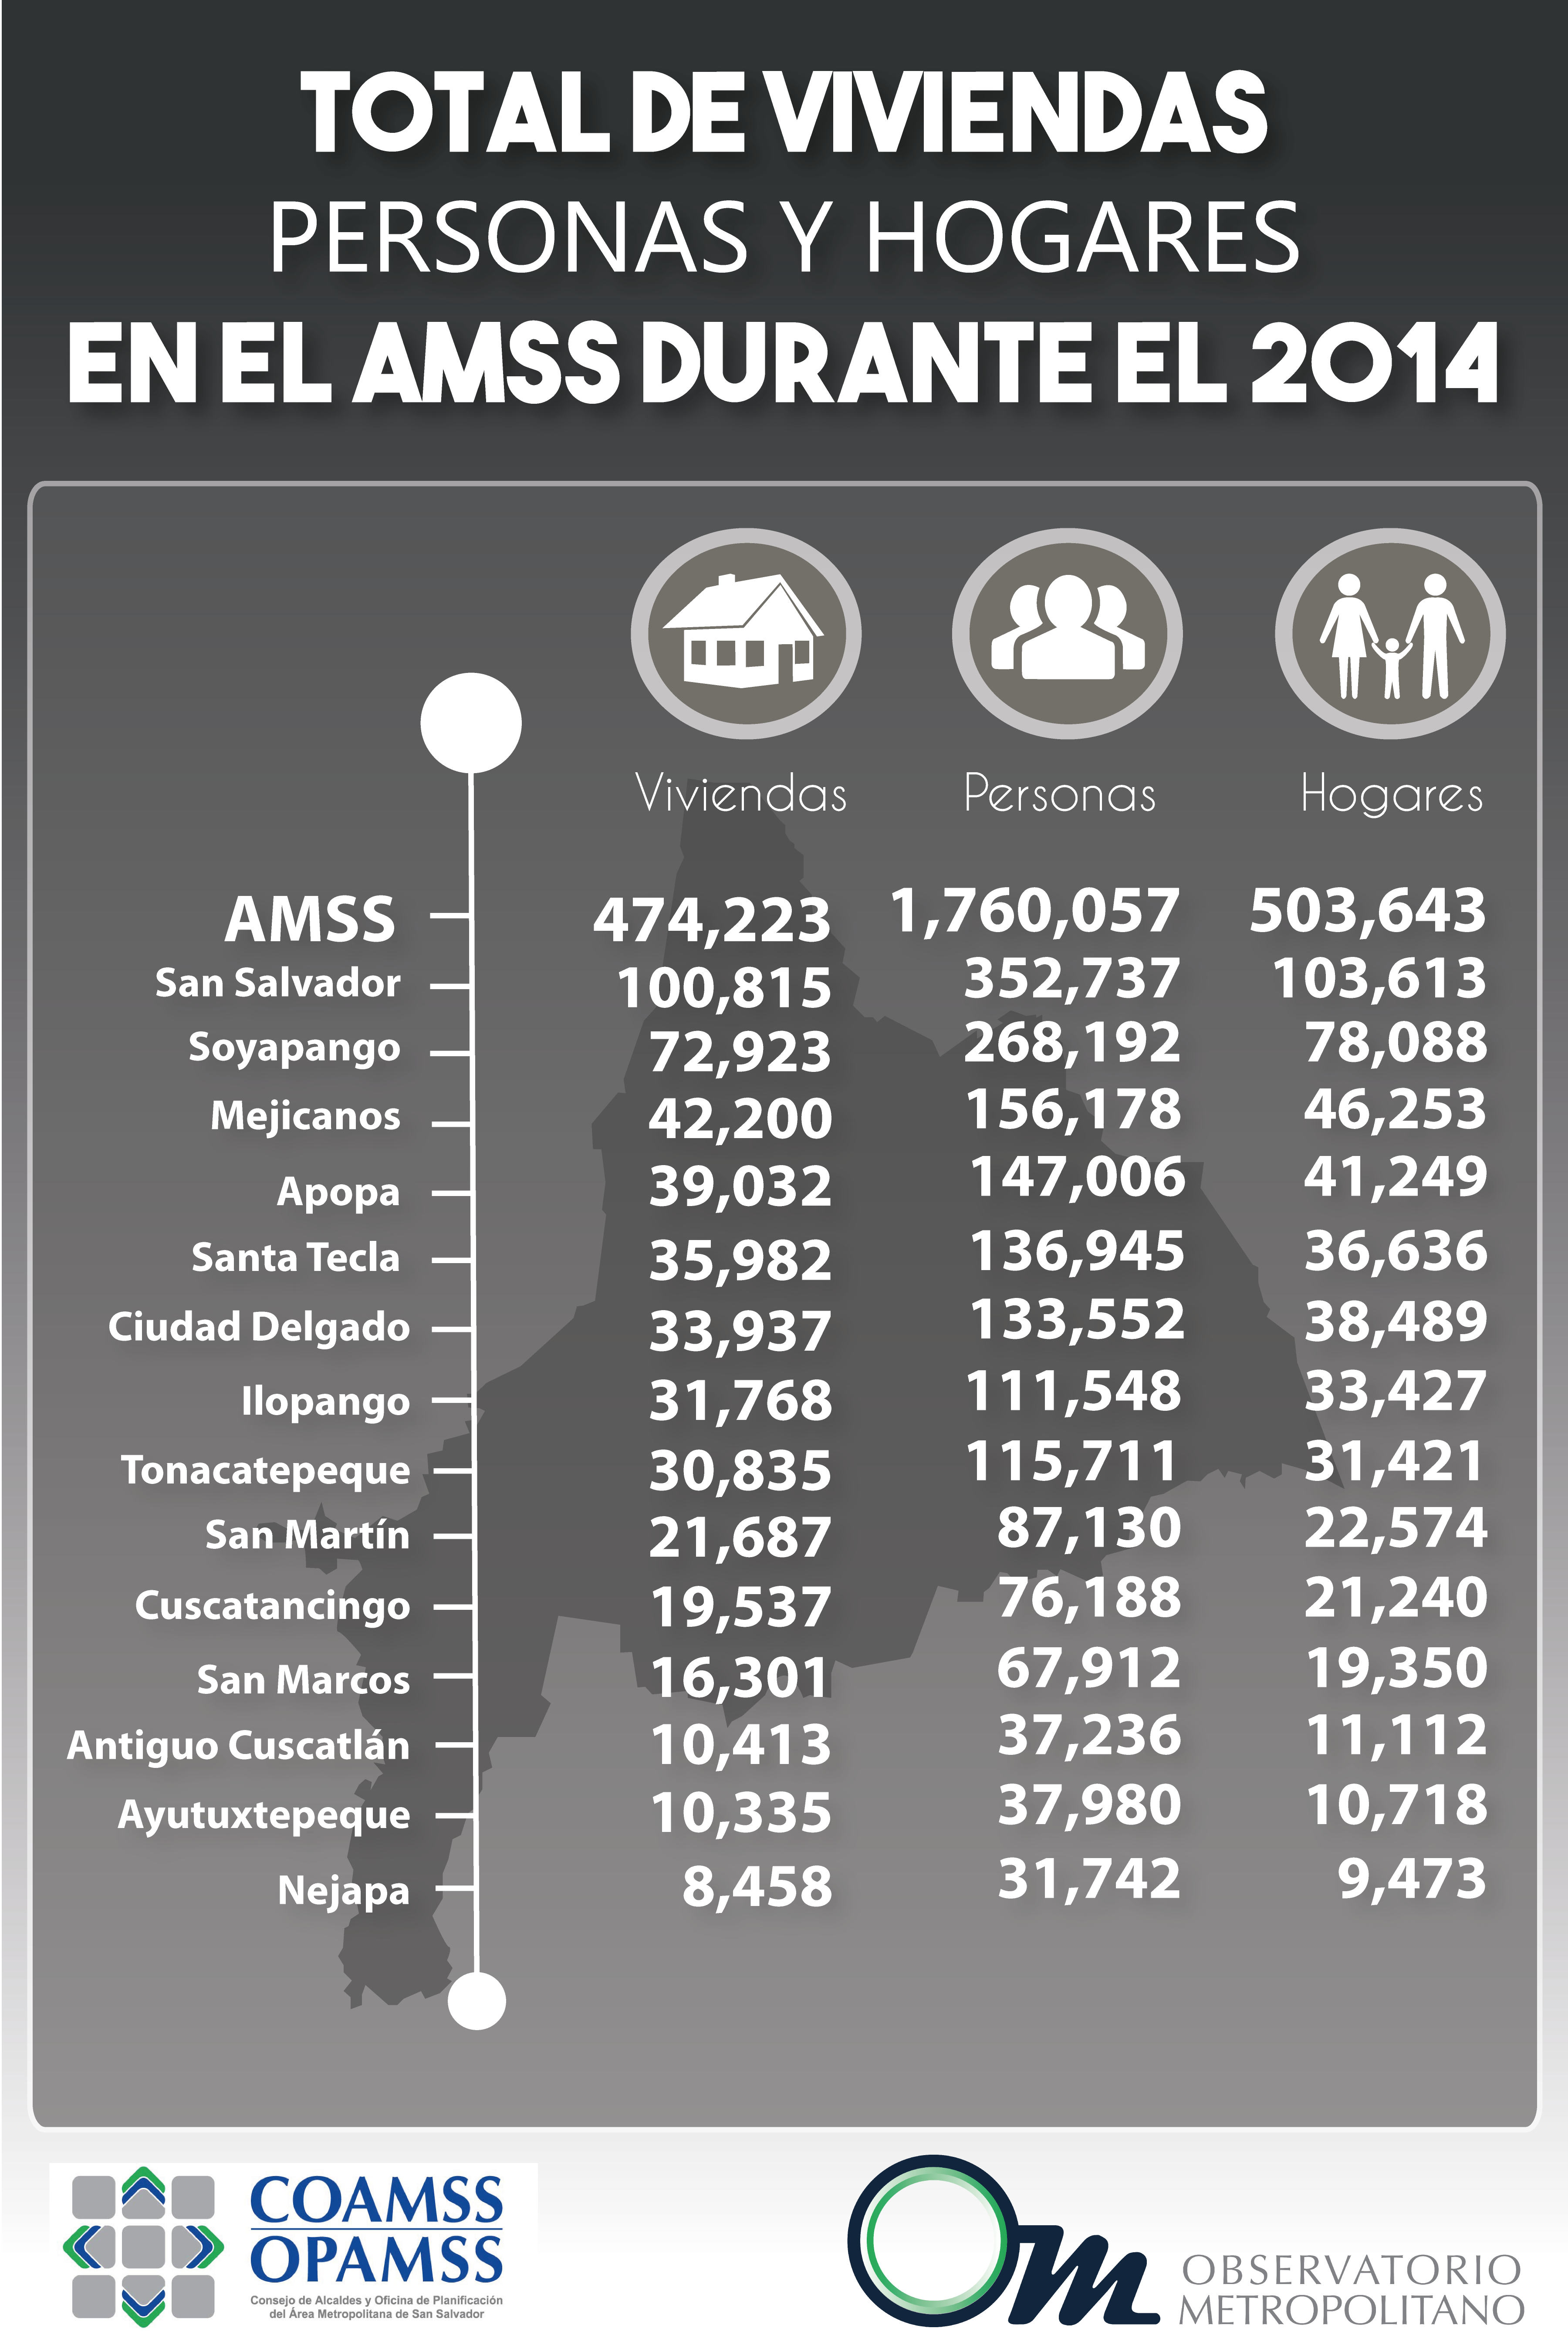 TOTAL DE VIVIENDAS
PERSONAS Y HOGARES
EN EL AMSS DURANTE EL 2014
Viviendas Personas Hogares
AMSS 474,223 1,760,057 503,643
San Salvador 100,815 352,737 103,613
Soyapango 72,923 268,192 78,088
Mejicanos 42,200 156,178 46,253
Apopa 39,032 147,006 41,249
Santa Tecla 35,982 136,945 36,636
Ciudad Delgado 33,937 133,552 38,489
Ilopango 31,768 111,548 33,427
Tonacatepeque 30,835 115,711 31,421
San Martín 21,687 87,130 22,574
Cuscatancingo 19,537 76,188 21,240
San Marcos 16,301 67,912 19,350
Antiguo Cuscatlán 10,413 37,236 11,112
Ayutuxtepeque 10,335 37,980 10,718
Nejapa 8,458 31,742 9,473
COAMSS
OPAMSS
Consejo de Alcaldes y Oficina de Planificación
del Área Metropolitana de San Salvador
Om
OBSERVATORIO
METROPOLITANO